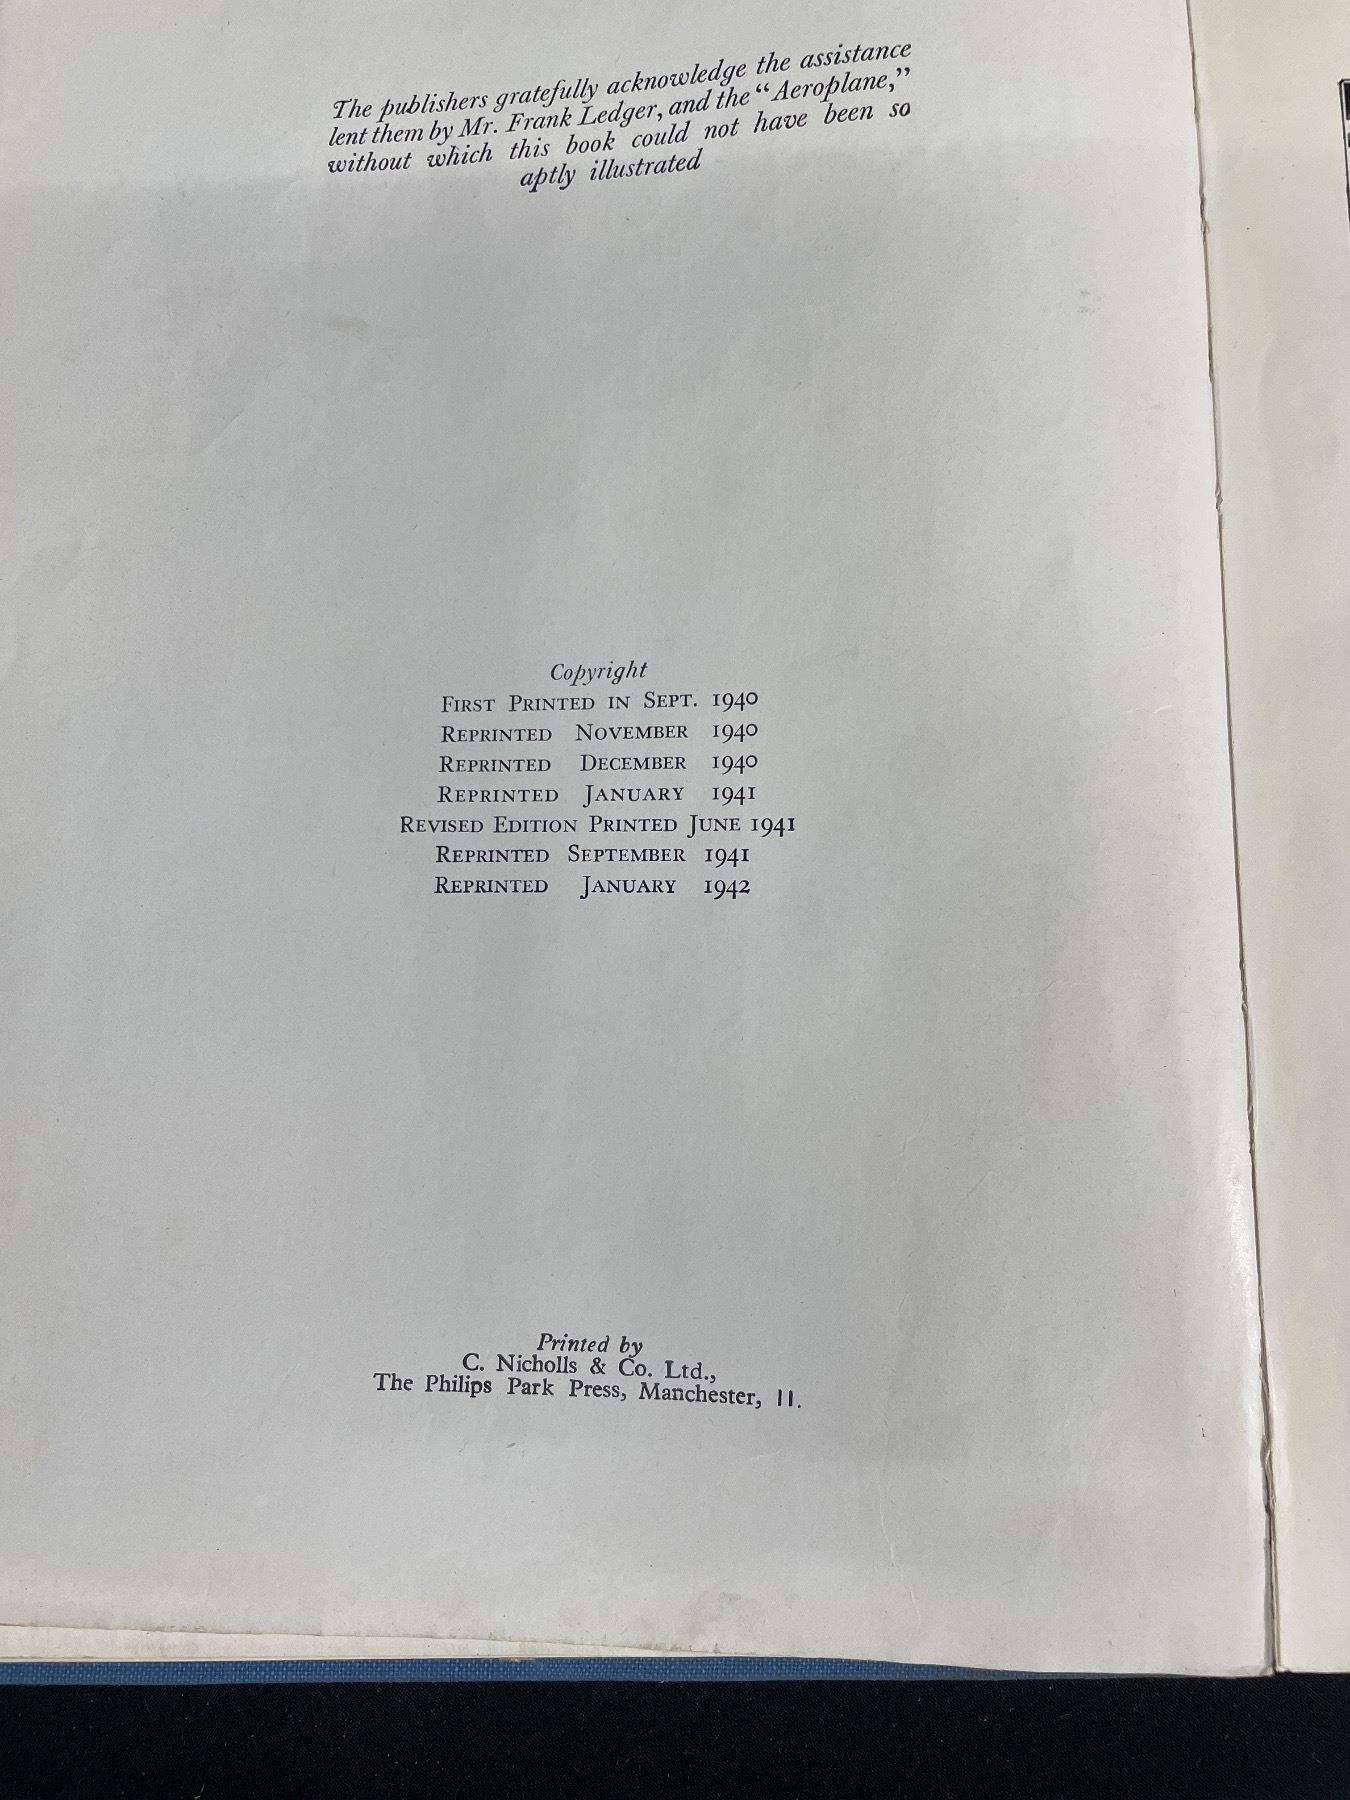 The publishers gratefully acknowledge the assistance
lent them by Mr. Frank Ledger, and the "Aeroplane,"
without which this book could not have been so
aptly illustrated
Copyright
First Printed in Sept. 1940
Reprinted November 1940
Reprinted December 1940
Reprinted January 1941
Revised Edition Printed June 1941
Reprinted September 1941
Reprinted January 1942
Printed by
C. Nicholls & Co. Ltd.,
The Philips Park Press, Manchester, 11.